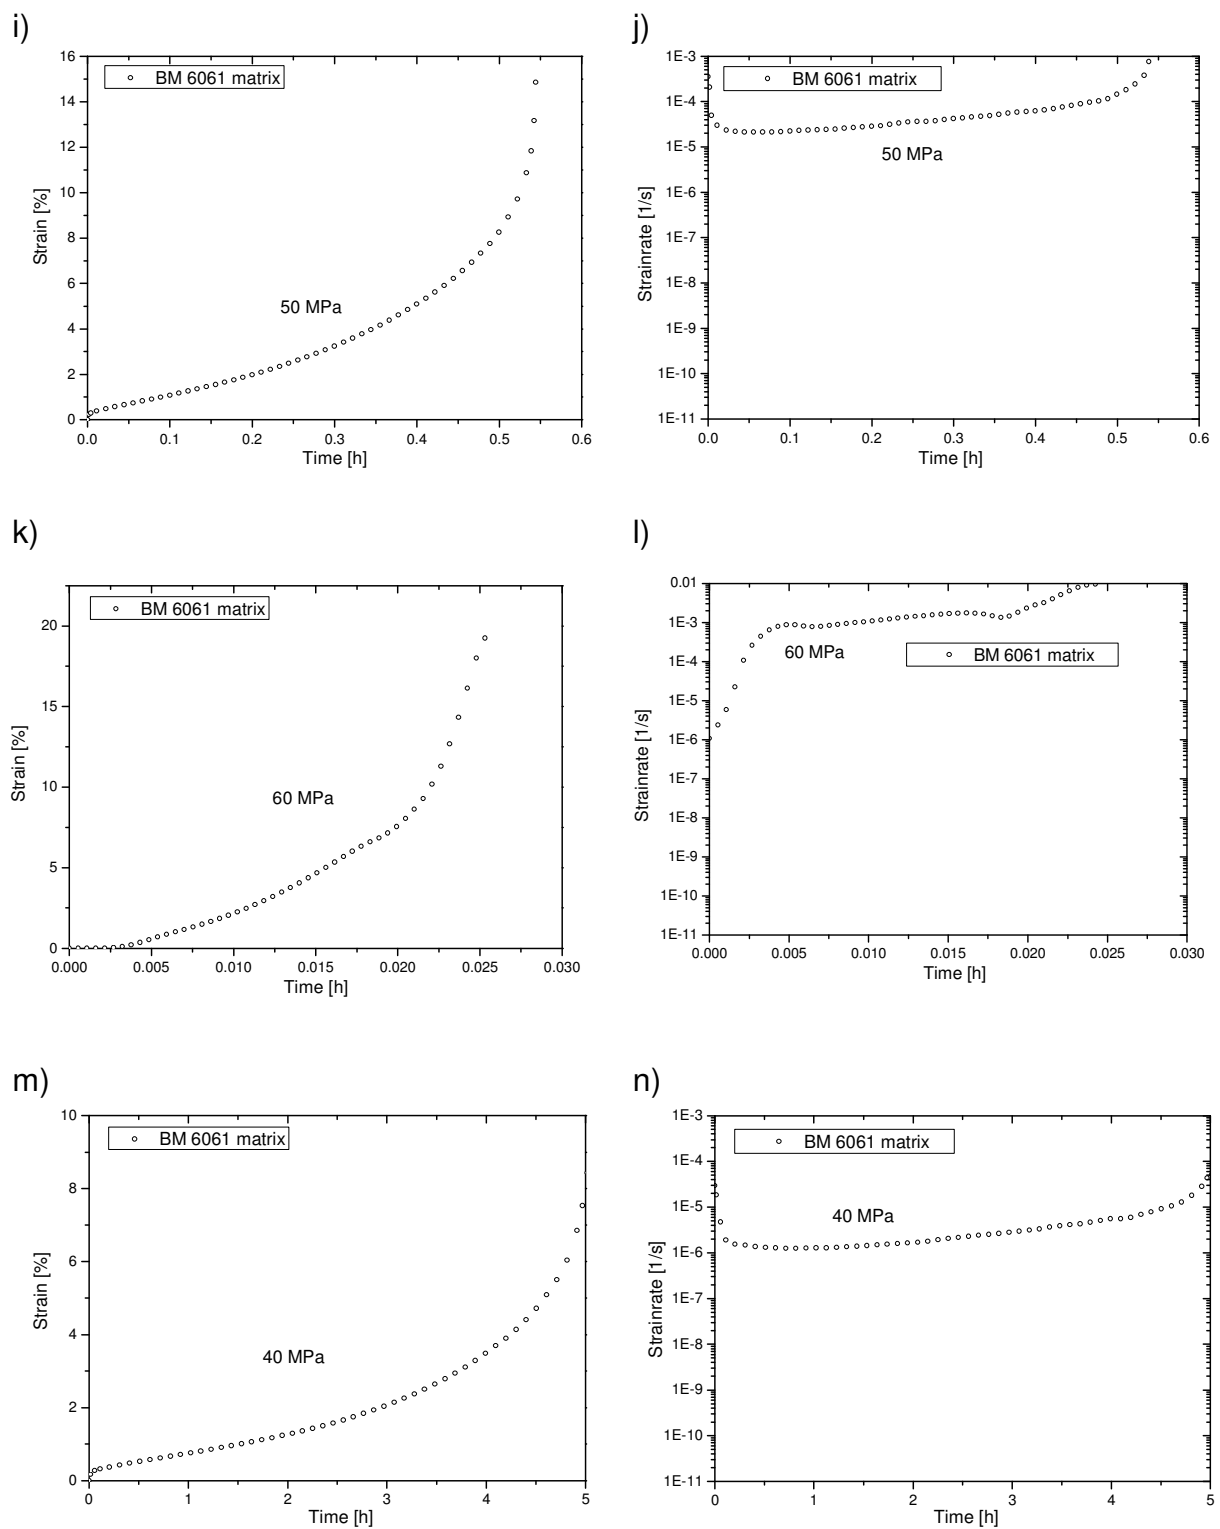 i)
16
14
12
10
8
6
4
2
0
Strain [%]
BM 6061 matrix
50 MPa
0.0 0.1 0.2 0.3 0.4 0.5 0.6
Time [h]
j)
1E-3
1E-4
1E-5
1E-6
1E-7
1E-8
1E-9
1E-10
1E-11
Strainrate [1/s]
BM 6061 matrix
50 MPa
0.0 0.1 0.2 0.3 0.4 0.5 0.6
Time [h]
k)
20
15
10
5
0
Strain [%]
BM 6061 matrix
60 MPa
0.000 0.005 0.010 0.015 0.020 0.025 0.030
Time [h]
l)
0.01
1E-3
1E-4
1E-5
1E-6
1E-7
1E-8
1E-9
1E-10
1E-11
Strainrate [1/s]
60 MPa
BM 6061 matrix
0.000 0.005 0.010 0.015 0.020 0.025 0.030
Time [h]
m)
10
8
6
4
2
0
Strain [%]
BM 6061 matrix
40 MPa
0 1 2 3 4 5
Time [h]
n)
1E-3
1E-4
1E-5
1E-6
1E-7
1E-8
1E-9
1E-10
1E-11
Strainrate [1/s]
BM 6061 matrix
40 MPa
0 1 2 3 4 5
Time [h]